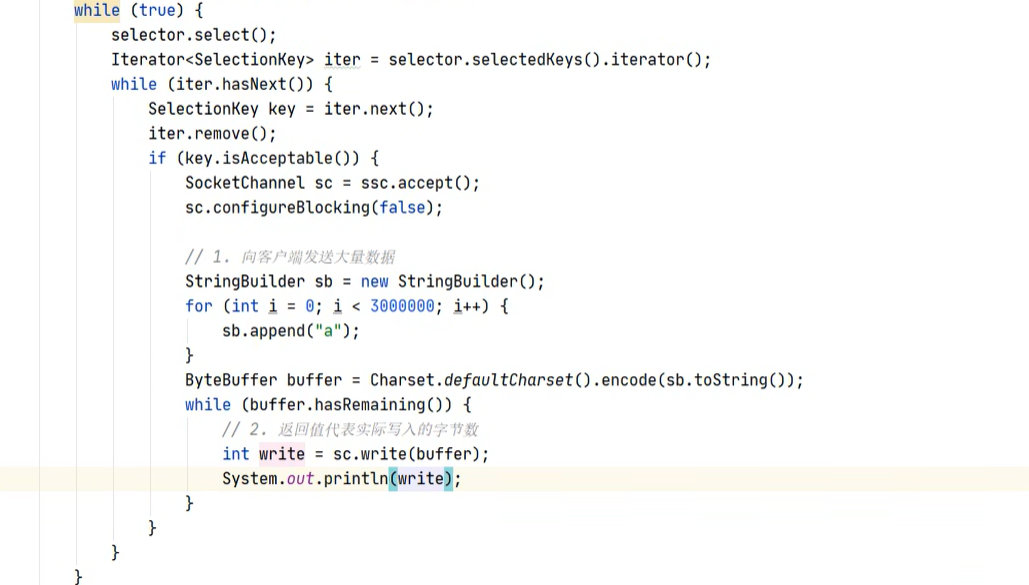 while (true) {
selector.select();
Iterator<SelectionKey> iter = selector.selectedKeys().iterator();
while (iter.hasNext()) {
SelectionKey key = iter.next();
iter.remove();
if (key.isAcceptable()) {
SocketChannel sc = ssc.accept();
sc.configureBlocking(false);
// 1. 向客户端发送大量数据
StringBuilder sb = new StringBuilder();
for (int i = 0; i < 3000000; i++) {
sb.append("a");
}
ByteBuffer buffer = Charset.defaultCharset().encode(sb.toString());
while (buffer.hasRemaining()) {
// 2. 返回值代表实际写入的字节数
int write = sc.write(buffer);
System.out.println(write);
}
}
}
}